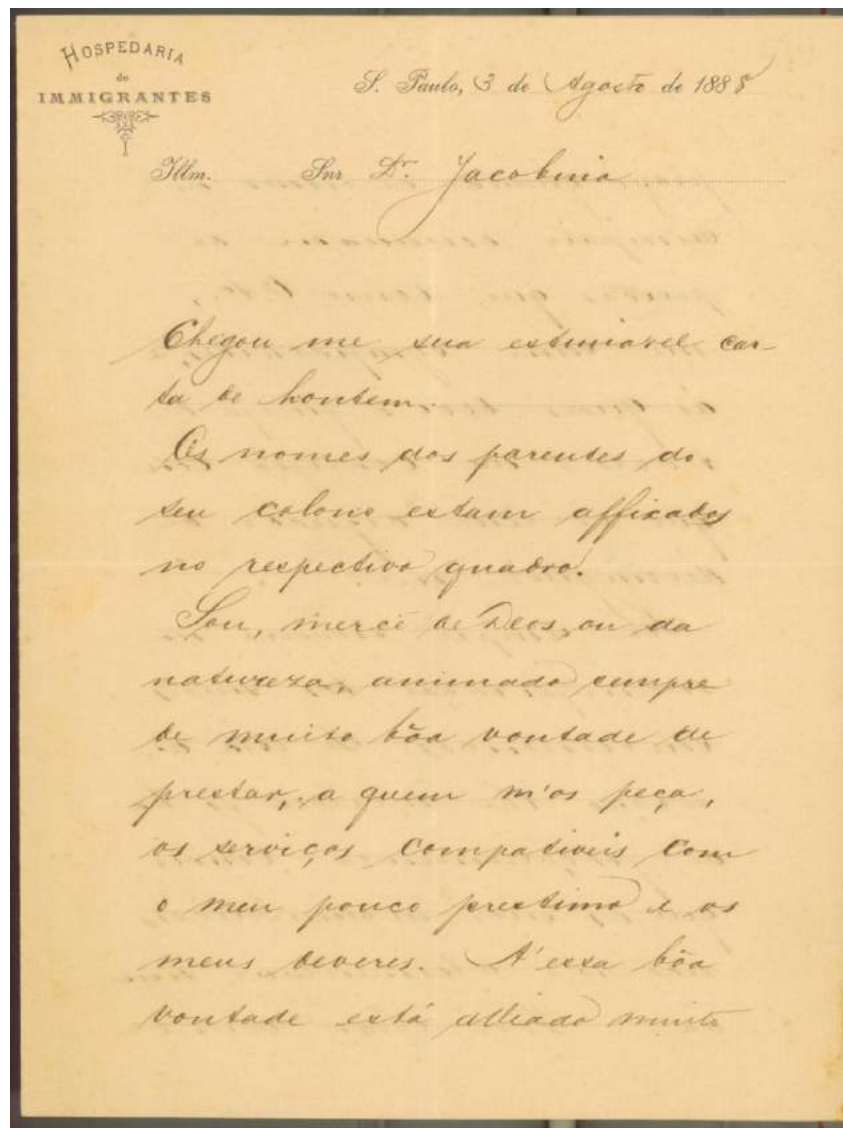 HOSPEDARIA
de
IMMIGRANTES
S. Paulo, 3 de Agosto de 1888
Illm. Snr Dr. Jacobina
Chegou me sua estimavel car-
ta de hontem.
Os nomes dos parentes do
seu colono estam affixados
no respectivo quadro.
Sou, mercê de Deos, ou da
natureza, animado sempre
de muito bôa vontade de
prestar, a quem m'os peça,
os serviços compativeis com
o meu pouco prestimo e os
meus deveres. A' essa bôa
vontade está alliado muito